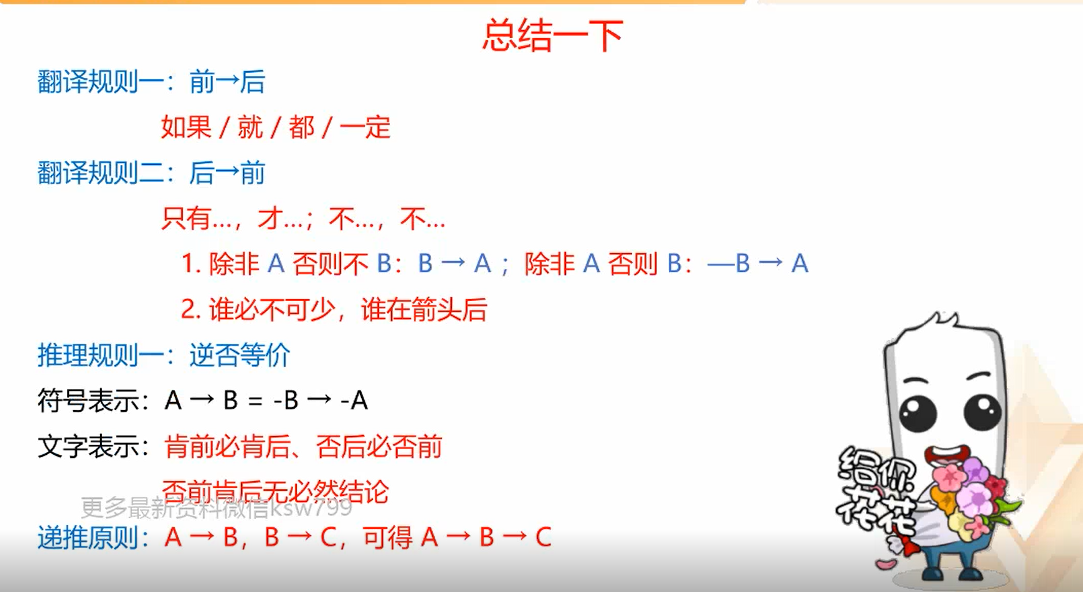 总结一下
翻译规则一：前→后
如果 / 就 / 都 / 一定
翻译规则二：后→前
只有…，才…；不…，不…
1. 除非 A 否则不 B：B → A ；除非 A 否则 B：—B → A
2. 谁必不可少，谁在箭头后
推理规则一：逆否等价
符号表示：A → B = -B → -A
文字表示：肯前必肯后、否后必否前
否前肯后无必然结论
更多最新资料微信ksw799
递推原则：A → B，B → C，可得 A → B → C
给你
花花